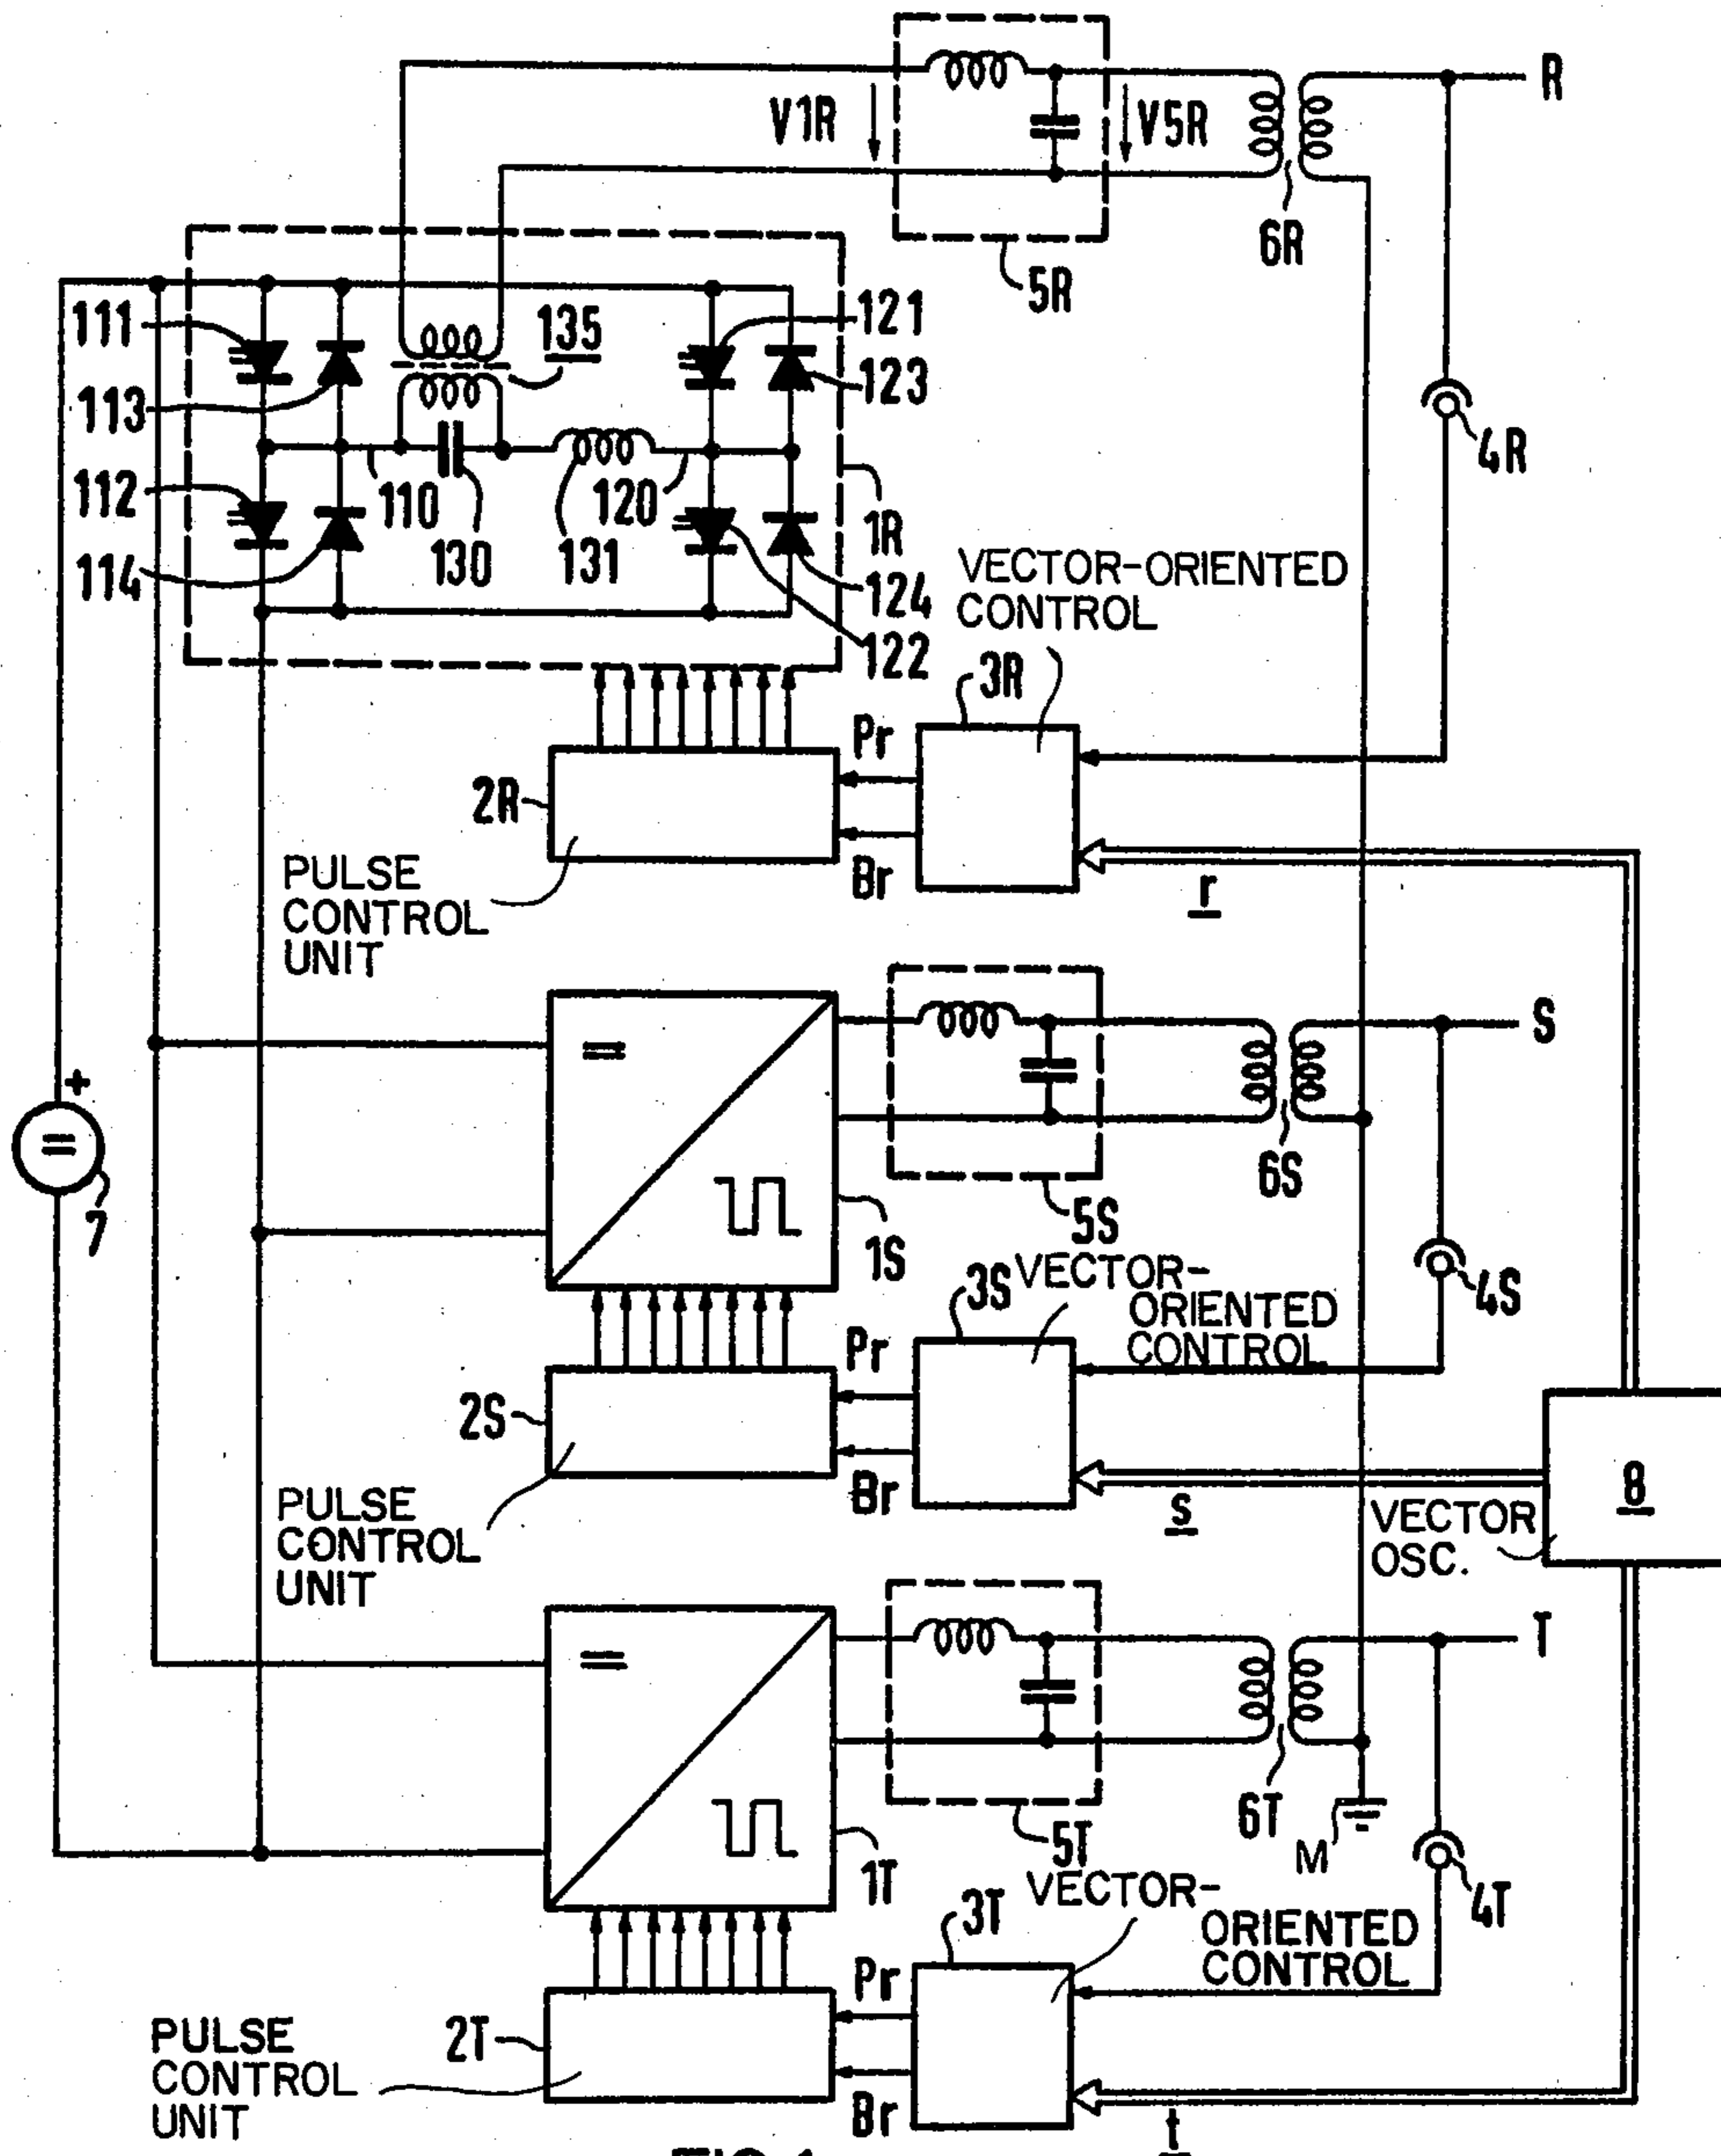 R
V1R
V5R
6R
5R
111
135
121
113
123
4R
112
110
120
1R
114
130
131
124
122
VECTOR-ORIENTED
CONTROL
3R
Pr
2R
Br
r
PULSE
CONTROL
UNIT
S
+
=
=
6S
7
5S
1S
3S
VECTOR-
ORIENTED
CONTROL
4S
Pr
2S
Br
s
8
PULSE
CONTROL
UNIT
VECTOR
OSC.
T
=
6T
M
5T
1T
4T
3T
VECTOR-
ORIENTED
CONTROL
Pr
2T
Br
t
PULSE
CONTROL
UNIT